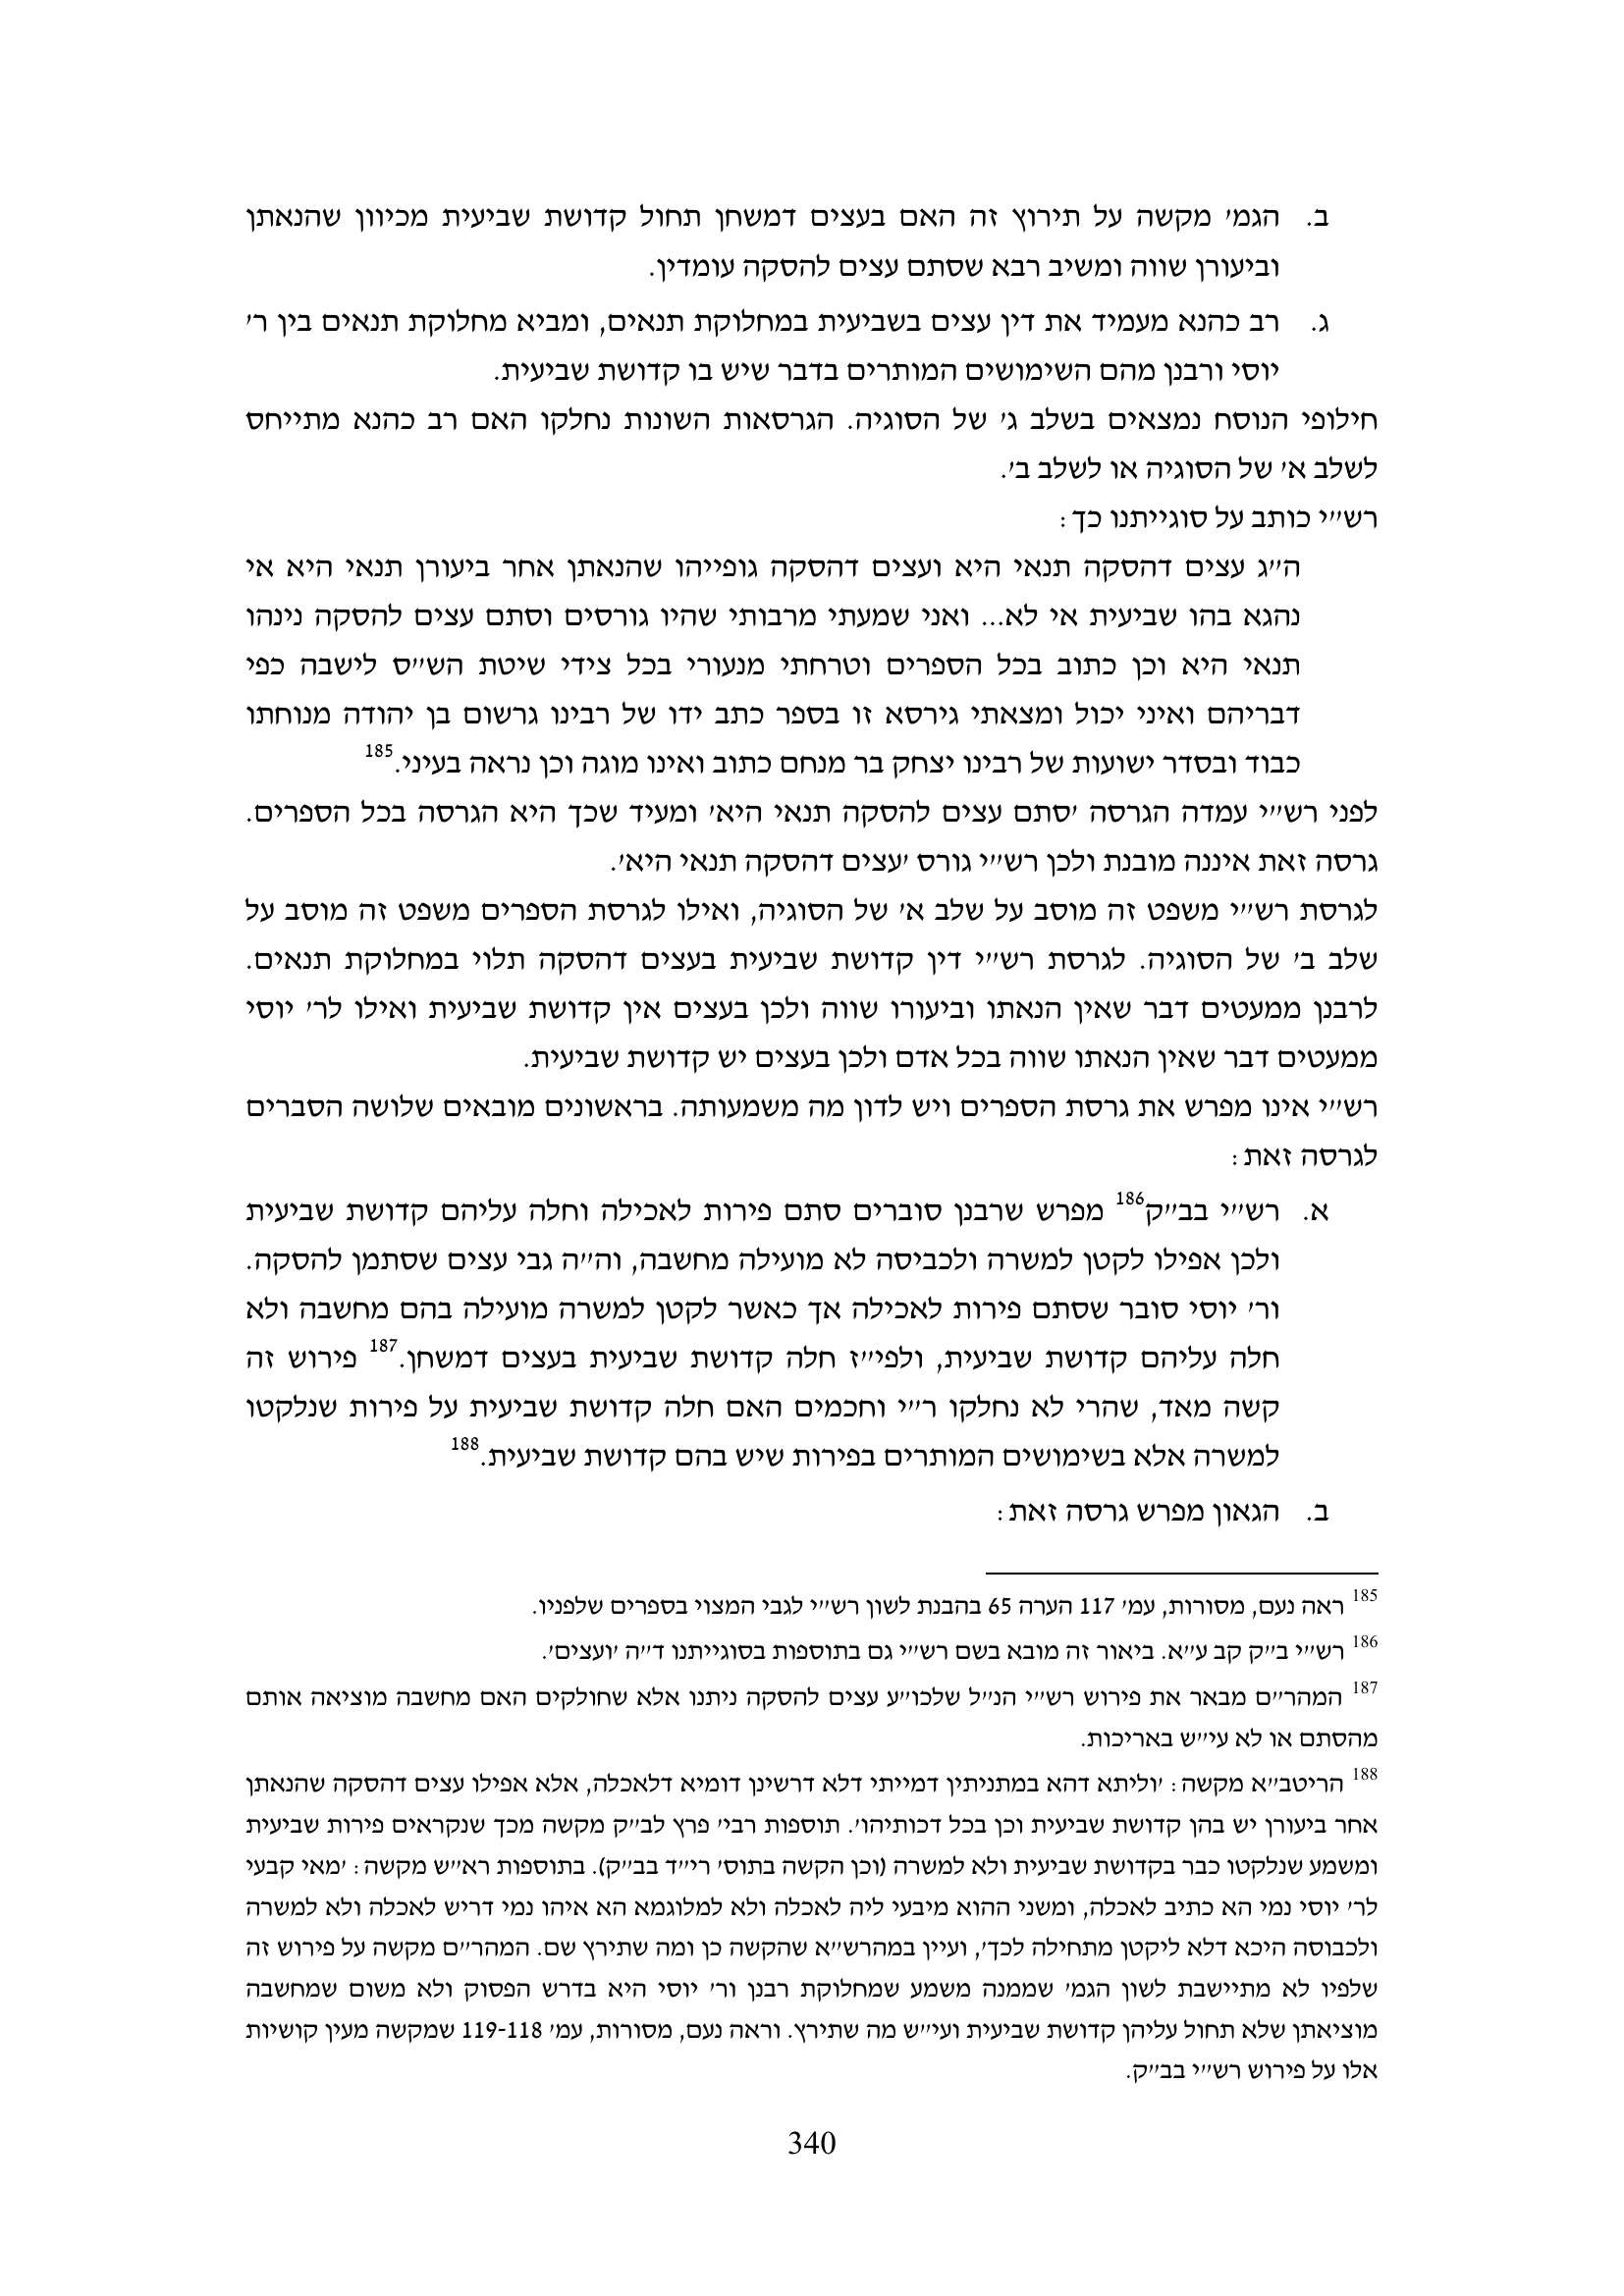 ב. הגמ׳ מקשה על תירוץ זה האם בעצים דמשחן תחול קדושת שביעית מכיוון שהנאתן
וביעורן שווה ומשיב רבא שסתם עצים להסקה עומדין.
ג. רב כהנא מעמיד את דין עצים בשביעית במחלוקת תנאים, ומביא מחלוקת תנאים בין ר׳
יוסי ורבנן מהם השימושים המותרים בדבר שיש בו קדושת שביעית.
חילופי הנוסח נמצאים בשלב ג׳ של הסוגיה. הגרסאות השונות נחלקו האם רב כהנא מתייחס
לשלב א׳ של הסוגיה או לשלב ב׳.
רש״י כותב על סוגייתנו כך:
ה״ג עצים דהסקה תנאי היא ועצים דהסקה גופייהו שהנאתן אחר ביעורן תנאי היא אי
נהגא בהו שביעית אי לא... ואני שמעתי מרבותי שהיו גורסים וסתם עצים להסקה נינהו
תנאי היא וכן כתוב בכל הספרים וטרחתי מנעורי בכל צידי שיטת הש״ס לישבה כפי
דבריהם ואיני יכול ומצאתי גירסא זו בספר כתב ידו של רבינו גרשום בן יהודה מנוחתו
כבוד ובסדר ישועות של רבינו יצחק בר מנחם כתוב ואינו מוגה וכן נראה בעיני.185
לפני רש״י עמדה הגרסה ׳סתם עצים להסקה תנאי היא׳ ומעיד שכך היא הגרסה בכל הספרים.
גרסה זאת איננה מובנת ולכן רש״י גורס ׳עצים דהסקה תנאי היא׳.
לגרסת רש״י משפט זה מוסב על שלב א׳ של הסוגיה, ואילו לגרסת הספרים משפט זה מוסב על
שלב ב׳ של הסוגיה. לגרסת רש״י דין קדושת שביעית בעצים דהסקה תלוי במחלוקת תנאים.
לרבנן ממעטים דבר שאין הנאתו וביעורו שווה ולכן בעצים אין קדושת שביעית ואילו לר׳ יוסי
ממעטים דבר שאין הנאתו שווה בכל אדם ולכן בעצים יש קדושת שביעית.
רש״י אינו מפרש את גרסת הספרים ויש לדון מה משמעותה. בראשונים מובאים שלושה הסברים
לגרסה זאת:
א. רש״י בב״ק186 מפרש שרבנן סוברים סתם פירות לאכילה וחלה עליהם קדושת שביעית
ולכן אפילו לקטן למשרה ולכביסה לא מועילה מחשבה, וה״ה גבי עצים שסתמן להסקה.
ור׳ יוסי סובר שסתם פירות לאכילה אך כאשר לקטן למשרה מועילה בהם מחשבה ולא
חלה עליהם קדושת שביעית, ולפי״ז חלה קדושת שביעית בעצים דמשחן.187 פירוש זה
קשה מאד, שהרי לא נחלקו ר״י וחכמים האם חלה קדושת שביעית על פירות שנלקטו
למשרה אלא בשימושים המותרים בפירות שיש בהם קדושת שביעית.188
ב. הגאון מפרש גרסה זאת:
185 ראה נעם, מסורות, עמ׳ 117 הערה 65 בהבנת לשון רש״י לגבי המצוי בספרים שלפניו.
186 רש״י ב״ק קב ע״א. ביאור זה מובא בשם רש״י גם בתוספות בסוגייתנו ד״ה ׳ועצים׳.
187 המהר״ם מבאר את פירוש רש״י הנ״ל שלכו״ע עצים להסקה ניתנו אלא שחולקים האם מחשבה מוציאה אותם
מהסתם או לא עי״ש באריכות.
188 הריטב״א מקשה: ׳וליתא דהא במתניתין דמייתי דלא דרשינן דומיא דלאכלה, אלא אפילו עצים דהסקה שהנאתן
אחר ביעורן יש בהן קדושת שביעית וכן בכל דכותיהו׳. תוספות רבי׳ פרץ לב״ק מקשה מכך שנקראים פירות שביעית
ומשמע שנלקטו כבר בקדושת שביעית ולא למשרה (וכן הקשה בתוס׳ רי״ד בב״ק). בתוספות רא״ש מקשה: ׳מאי קבעי
לר׳ יוסי נמי הא כתיב לאכלה, ומשני ההוא מיבעי ליה לאכלה ולא למלוגמא הא איהו נמי דריש לאכלה ולא למשרה
ולכבוסה היכא דלא ליקטן מתחילה לכך׳, ועיין במהרש״א שהקשה כן ומה שתירץ שם. המהר״ם מקשה על פירוש זה
שלפיו לא מתיישבת לשון הגמ׳ שממנה משמע שמחלוקת רבנן ור׳ יוסי היא בדרש הפסוק ולא משום שמחשבה
מוציאתן שלא תחול עליהן קדושת שביעית ועי״ש מה שתירץ. וראה נעם, מסורות, עמ׳ 119-118 שמקשה מעין קושיות
אלו על פירוש רש״י בב״ק.
340